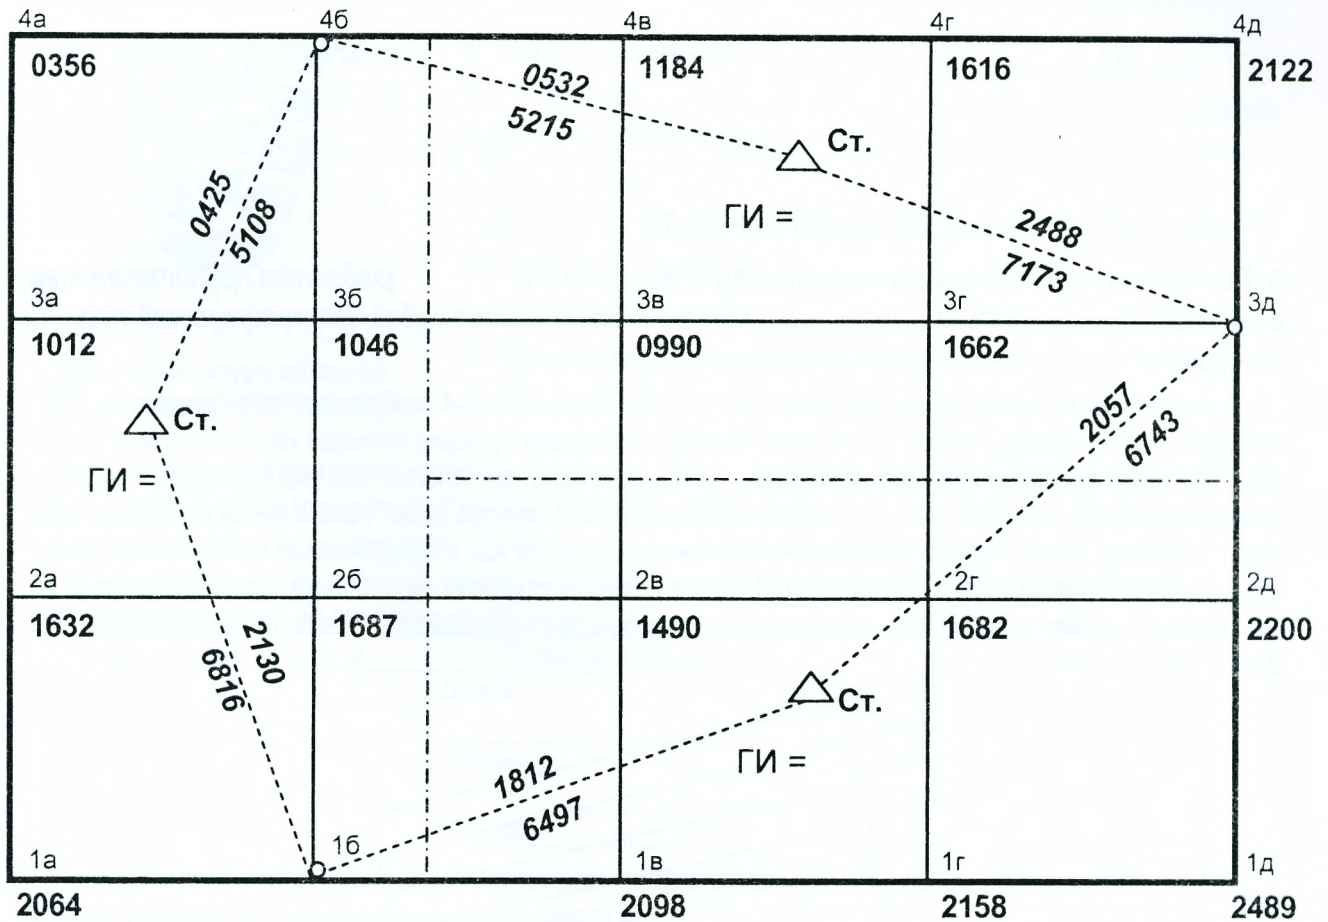 4а 4б 4в 4г 4д
0356 1184 1616 2122
0532
5215
Ст.
ГИ =
0425
5108
2488
7173
3а 3б 3в 3г 3д
1012 1046 0990 1662
Ст.
ГИ =
2057
6743
2а 2б 2в 2г 2д
1632 1687 1490 1682 2200
2130
6816
Ст.
ГИ =
1812
6497
1а 1б 1в 1г 1д
2064 2098 2158 2489